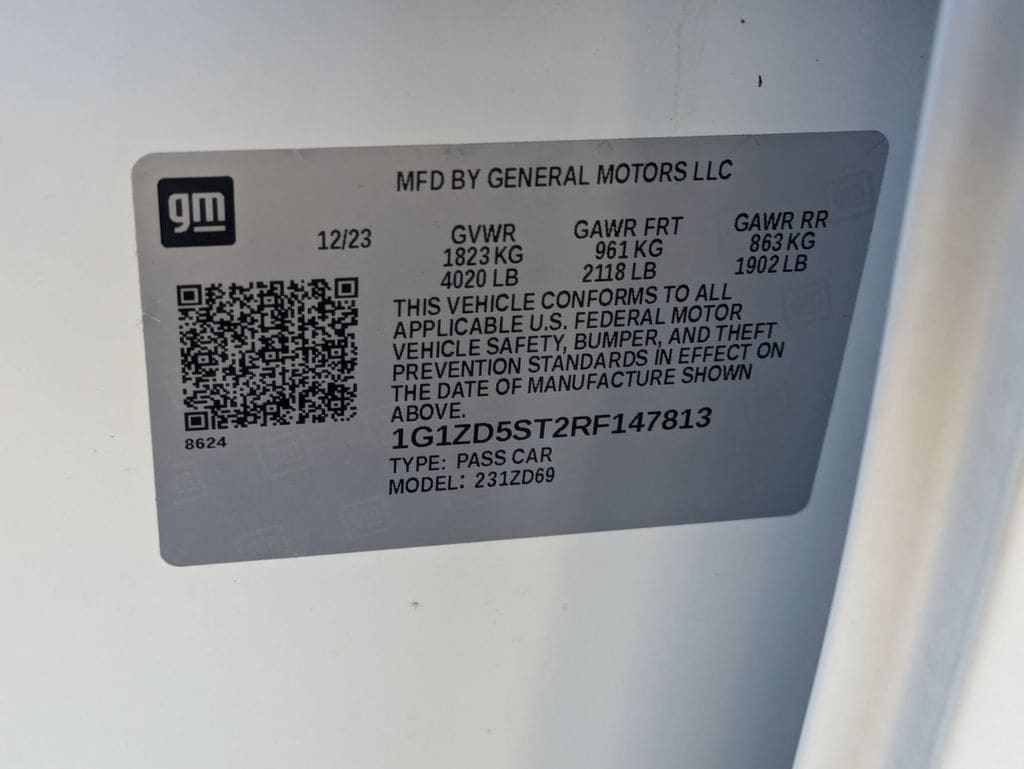 gm
MFD BY GENERAL MOTORS LLC
12/23
GVWR
1823 KG
4020 LB
GAWR FRT
961 KG
2118 LB
GAWR RR
863 KG
1902 LB
THIS VEHICLE CONFORMS TO ALL
APPLICABLE U.S. FEDERAL MOTOR
VEHICLE SAFETY, BUMPER, AND THEFT
PREVENTION STANDARDS IN EFFECT ON
THE DATE OF MANUFACTURE SHOWN
ABOVE.
1G1ZD5ST2RF147813
TYPE: PASS CAR
MODEL: 231ZD69
8624